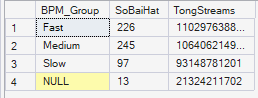 BPM_Group SoBaiHat TongStreams
1 Fast 226 1102976388...
2 Medium 245 1064062149...
3 Slow 97 93148781201
4 NULL 13 21324211702